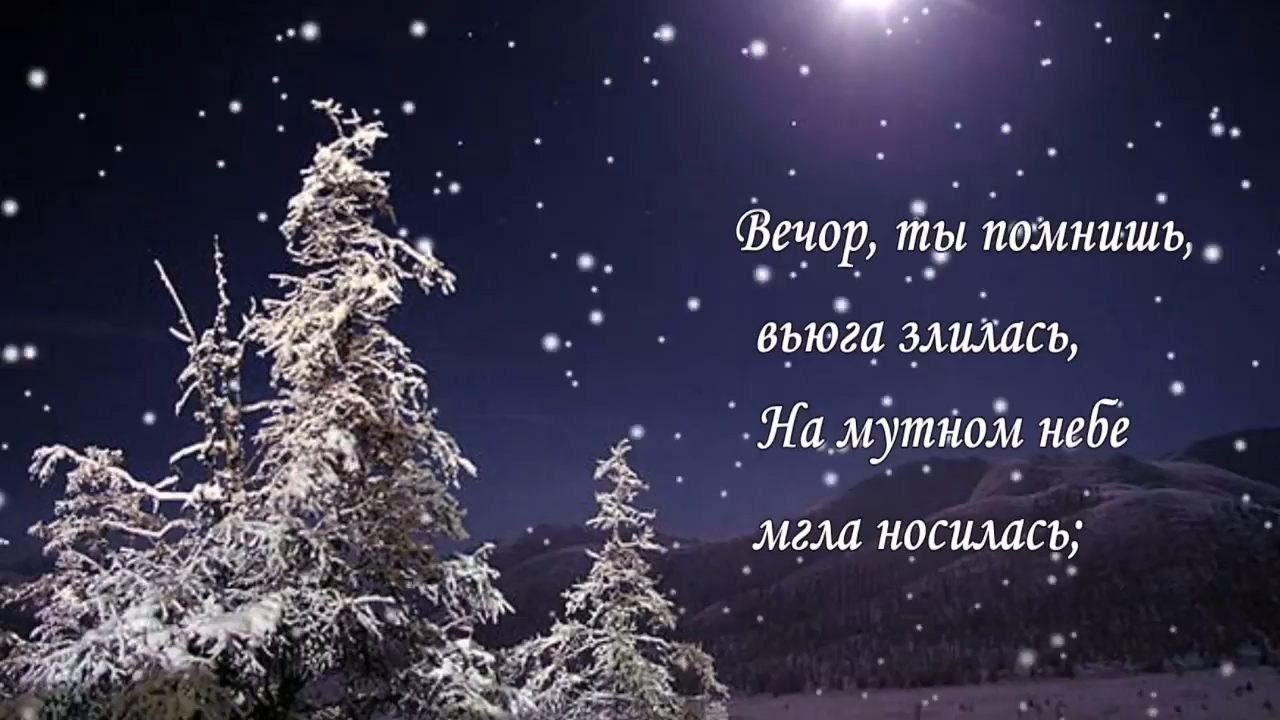 Вечор, ты помнишь,
вьюга злилась,
На мутном небе
мгла носилась;